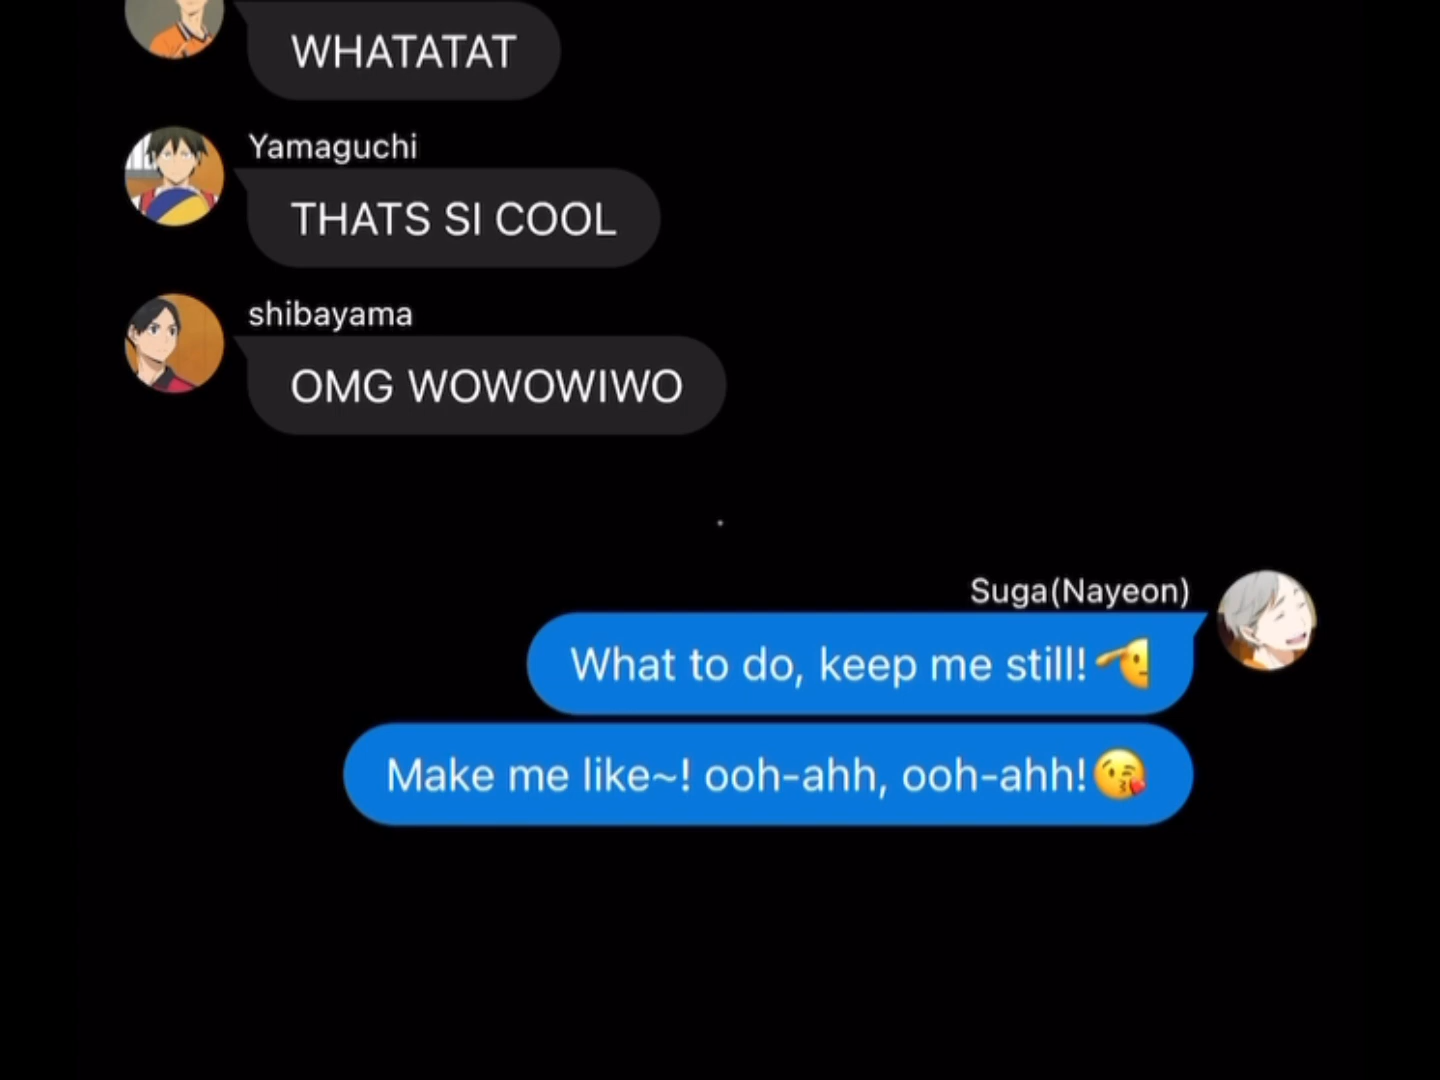 WHATATAT
Yamaguchi
THATS SI COOL
shibayama
OMG WOWOWIWO
Suga(Nayeon)
What to do, keep me still!
Make me like~! ooh-ahh, ooh-ahh!😘